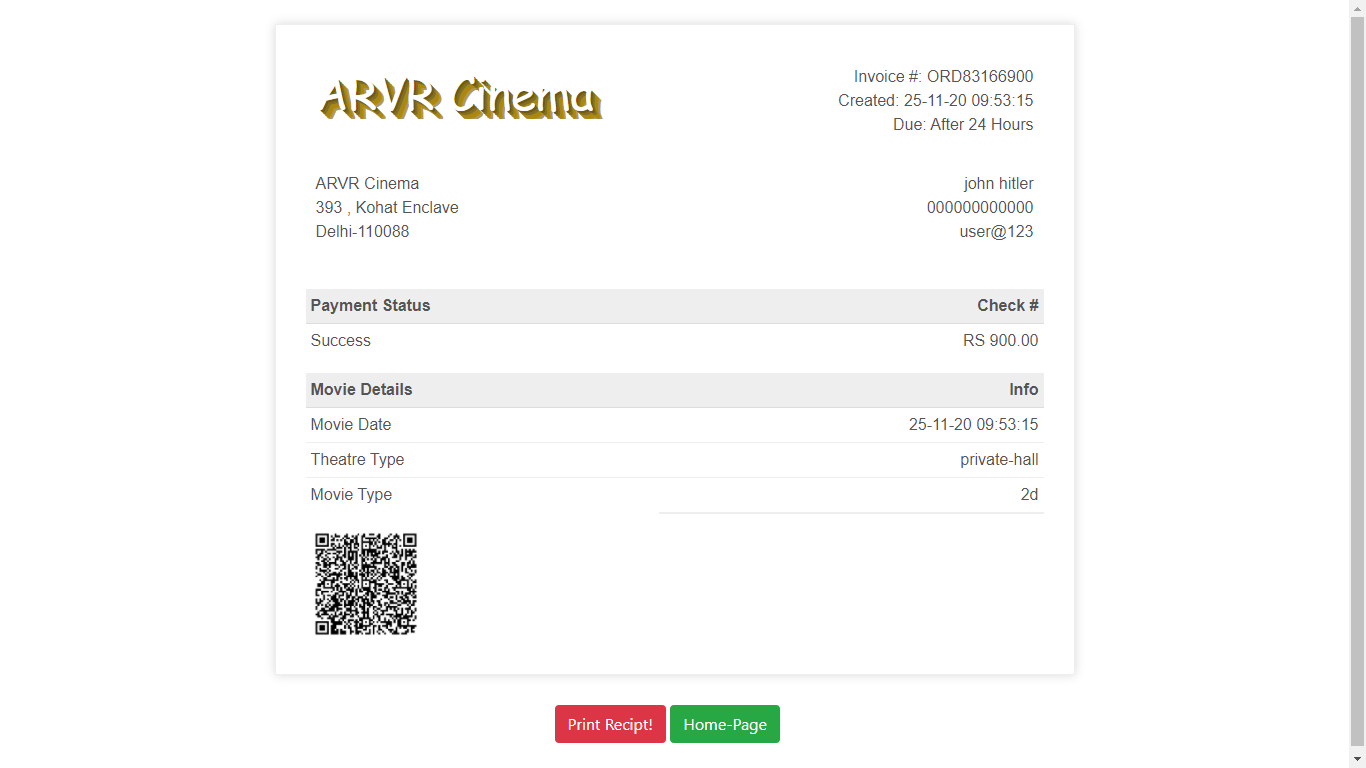 ARVR Cinema
Invoice #: ORD83166900
Created: 25-11-20 09:53:15
Due: After 24 Hours
ARVR Cinema
393 , Kohat Enclave
Delhi-110088
john hitler
000000000000
user@123
Payment Status Check #
Success RS 900.00
Movie Details Info
Movie Date 25-11-20 09:53:15
Theatre Type private-hall
Movie Type 2d
Print Recipt! Home-Page